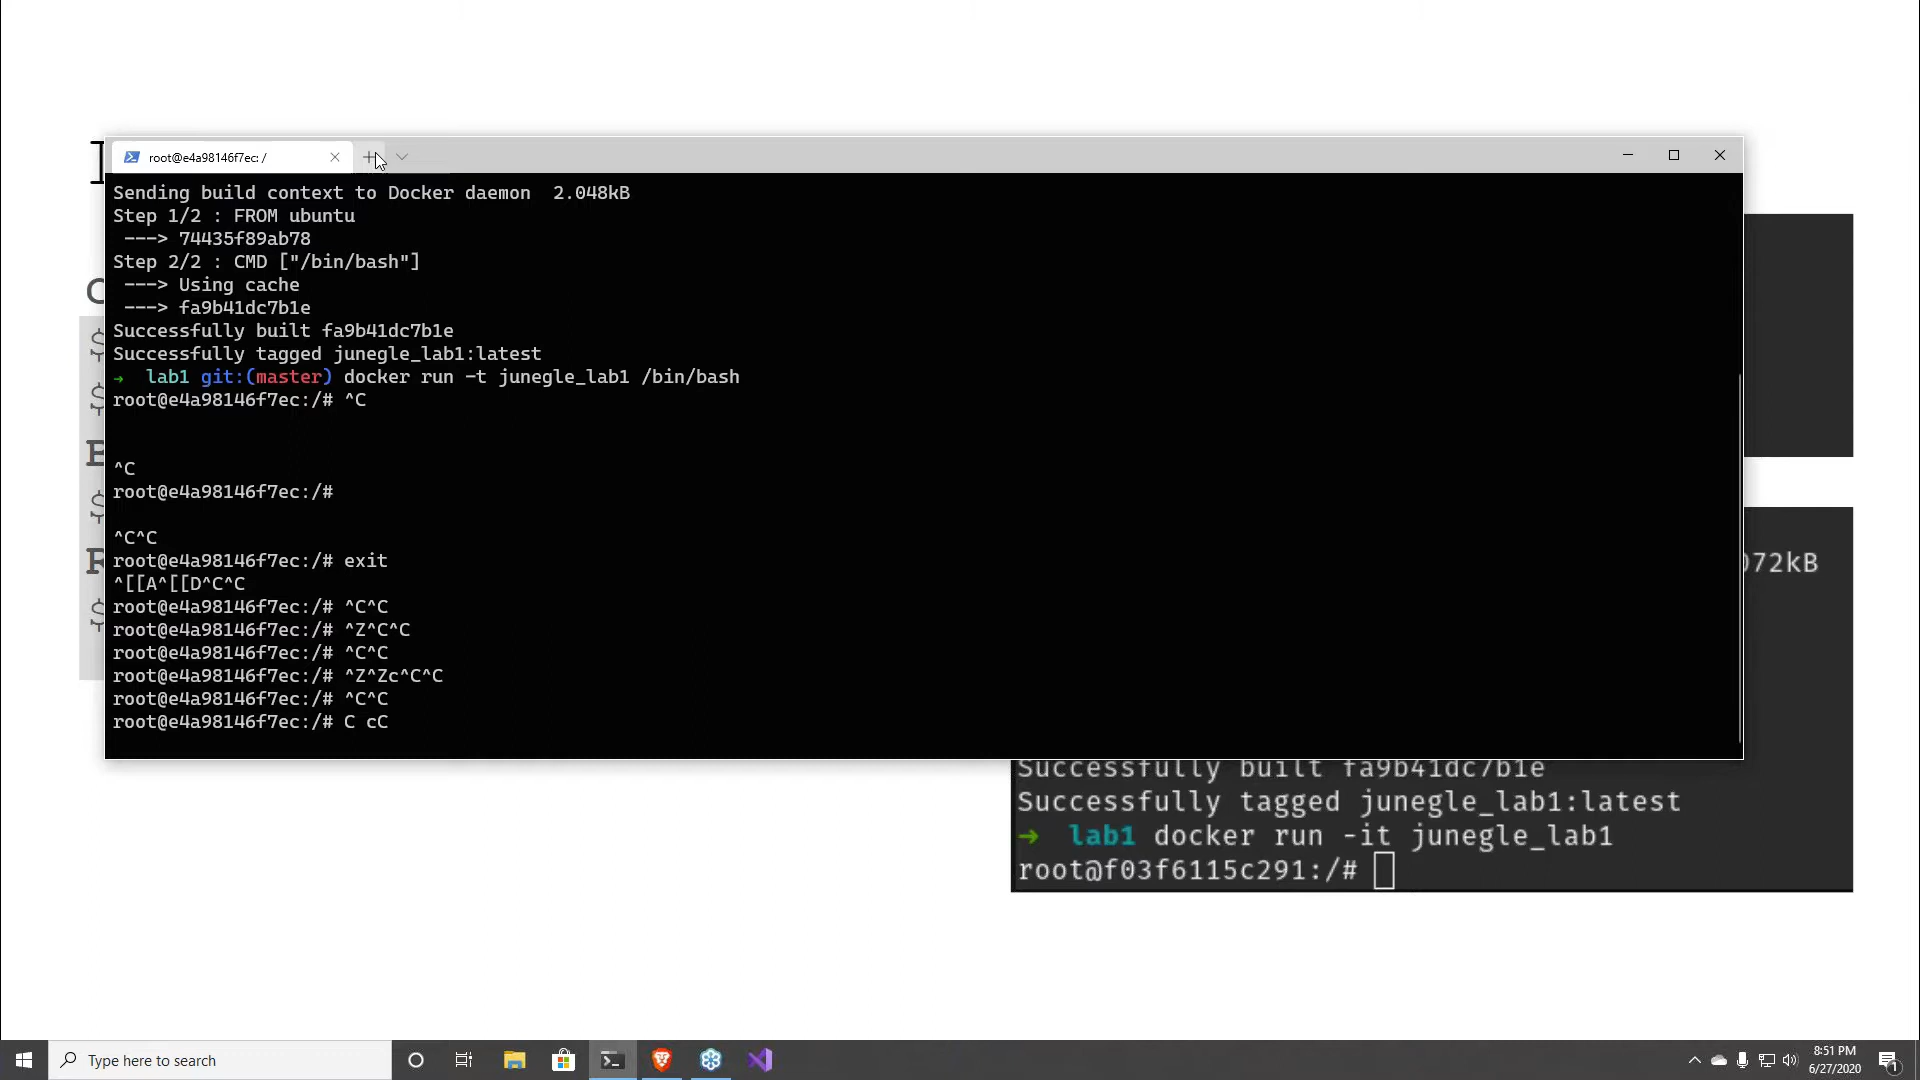 root@e4a98146f7ec: /
Sending build context to Docker daemon  2.048kB
Step 1/2 : FROM ubuntu
 ---> 74435f89ab78
Step 2/2 : CMD ["/bin/bash"]
 ---> Using cache
 ---> fa9b41dc7b1e
Successfully built fa9b41dc7b1e
Successfully tagged junegle_lab1:latest
→  lab1 git:(master) docker run -t junegle_lab1 /bin/bash
root@e4a98146f7ec:/# ^C
^C
root@e4a98146f7ec:/#
^C^C
root@e4a98146f7ec:/# exit
^[[A^[[D^C^C
root@e4a98146f7ec:/# ^C^C
root@e4a98146f7ec:/# ^Z^C^C
root@e4a98146f7ec:/# ^C^C
root@e4a98146f7ec:/# ^Z^Zc^C^C
root@e4a98146f7ec:/# ^C^C
root@e4a98146f7ec:/# C cC
$
$
$
$
072kB
Successfully built fa9b41dc7b1e
Successfully tagged junegle_lab1:latest
→  lab1 docker run -it junegle_lab1
root@f03f6115c291:/#
Type here to search
8:51 PM
6/27/2020
1